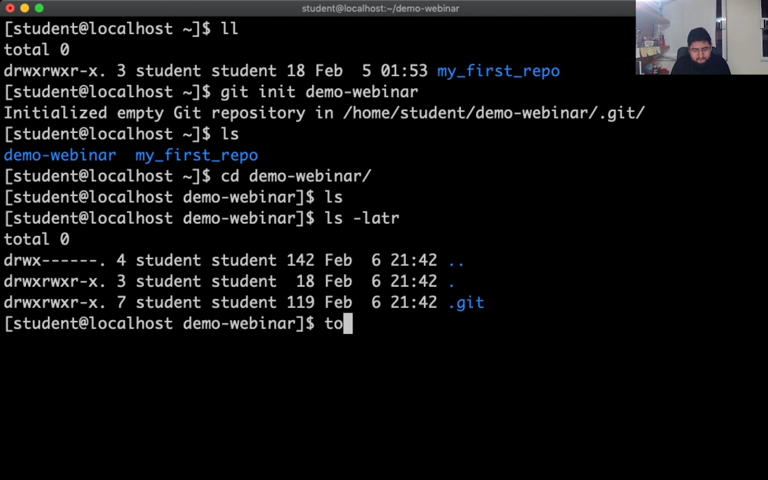 student@localhost:~/demo-webinar
[student@localhost ~]$ ll
total 0
drwxrwxr-x. 3 student student 18 Feb  5 01:53 my_first_repo
[student@localhost ~]$ git init demo-webinar
Initialized empty Git repository in /home/student/demo-webinar/.git/
[student@localhost ~]$ ls
demo-webinar  my_first_repo
[student@localhost ~]$ cd demo-webinar/
[student@localhost demo-webinar]$ ls
[student@localhost demo-webinar]$ ls -latr
total 0
drwx------. 4 student student 142 Feb  6 21:42 ..
drwxrwxr-x. 3 student student  18 Feb  6 21:42 .
drwxrwxr-x. 7 student student 119 Feb  6 21:42 .git
[student@localhost demo-webinar]$ to